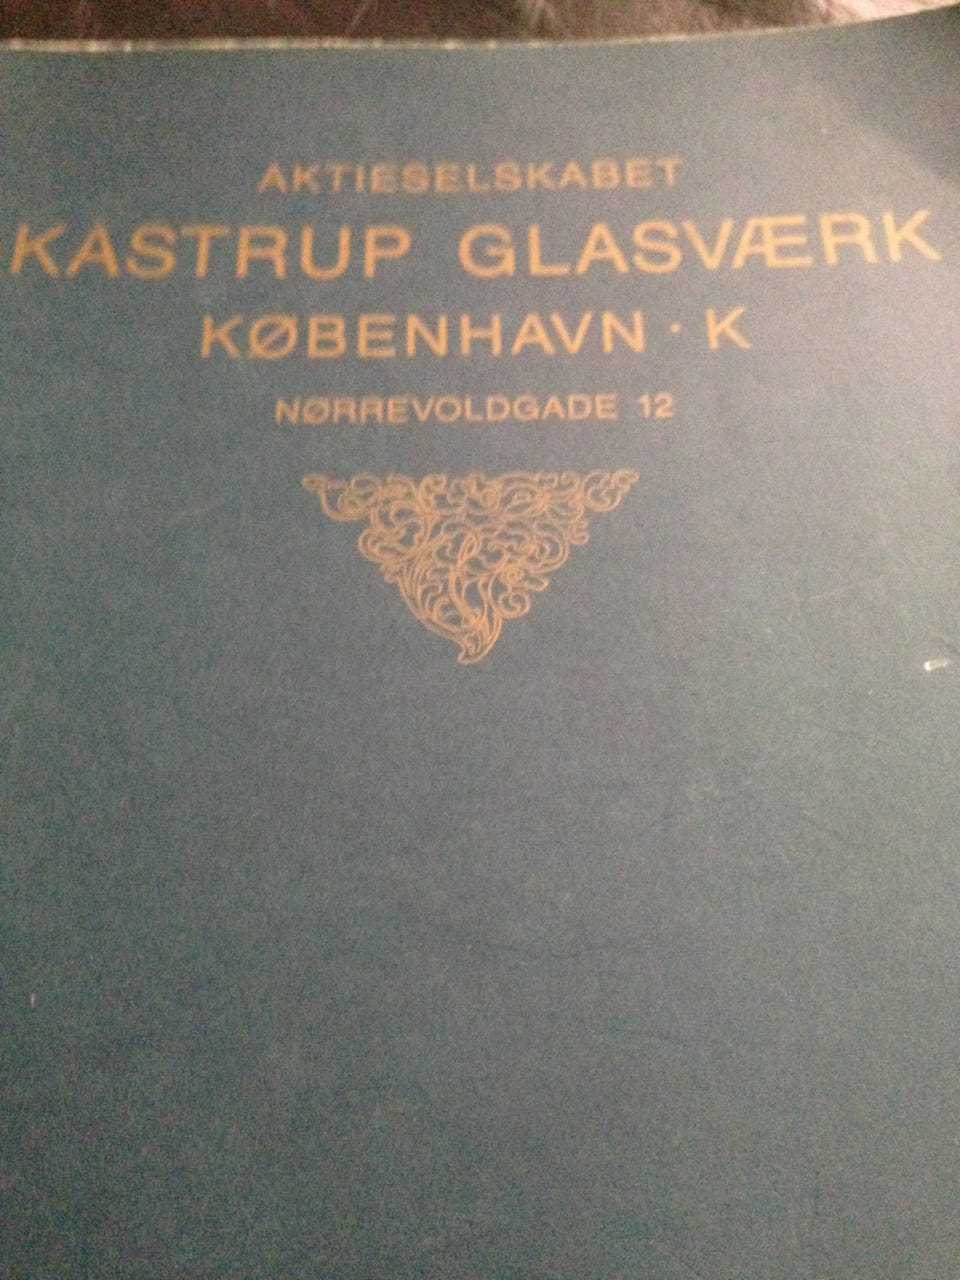 AKTIESELSKABET
KASTRUP GLASVÆRK
KØBENHAVN · K
NØRREVOLDGADE 12